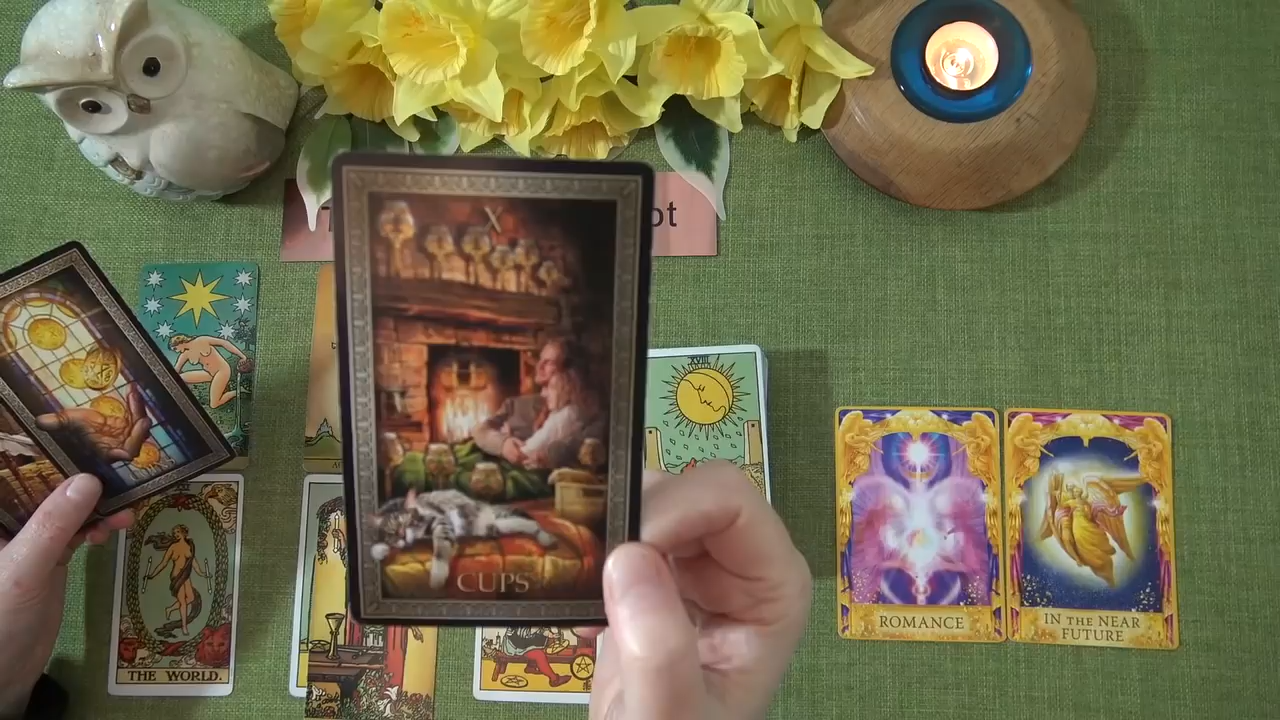 X
CUPS
XVIII
THE WORLD.
ROMANCE
IN THE NEAR
FUTURE